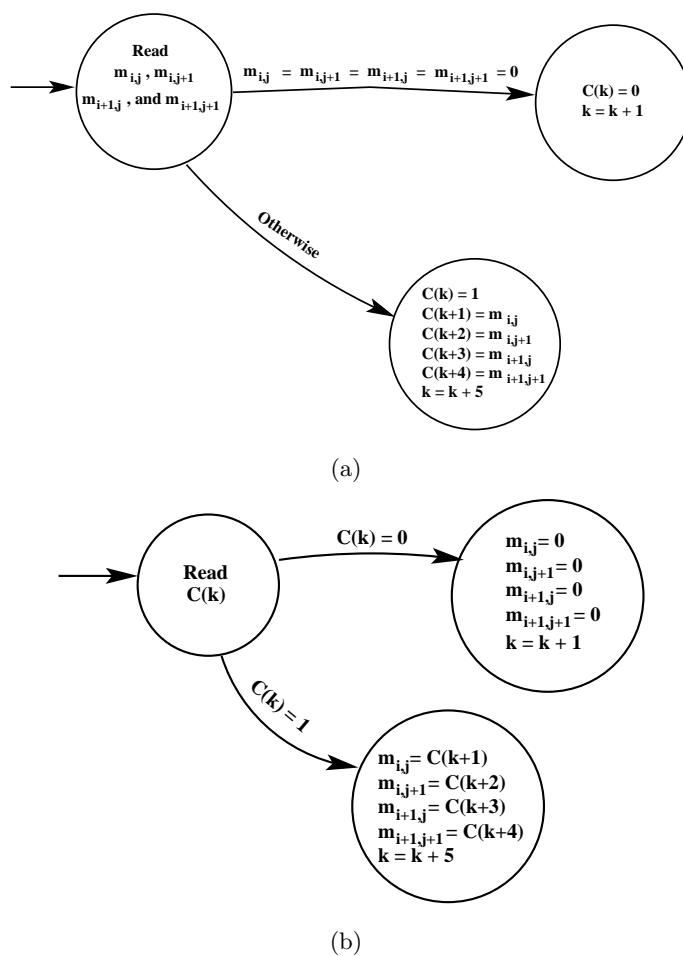 Read
m i,j , m i,j+1
m i+1,j , and m i+1,j+1
m i,j = m i,j+1 = m i+1,j = m i+1,j+1 = 0
C(k) = 0
k = k + 1
Otherwise
C(k) = 1
C(k+1) = m i,j
C(k+2) = m i,j+1
C(k+3) = m i+1,j
C(k+4) = m i+1,j+1
k = k + 5
(a)
Read
C(k)
C(k) = 0
m i,j = 0
m i,j+1 = 0
m i+1,j = 0
m i+1,j+1 = 0
k = k + 1
C(k) = 1
m i,j = C(k+1)
m i,j+1 = C(k+2)
m i+1,j = C(k+3)
m i+1,j+1 = C(k+4)
k = k + 5
(b)